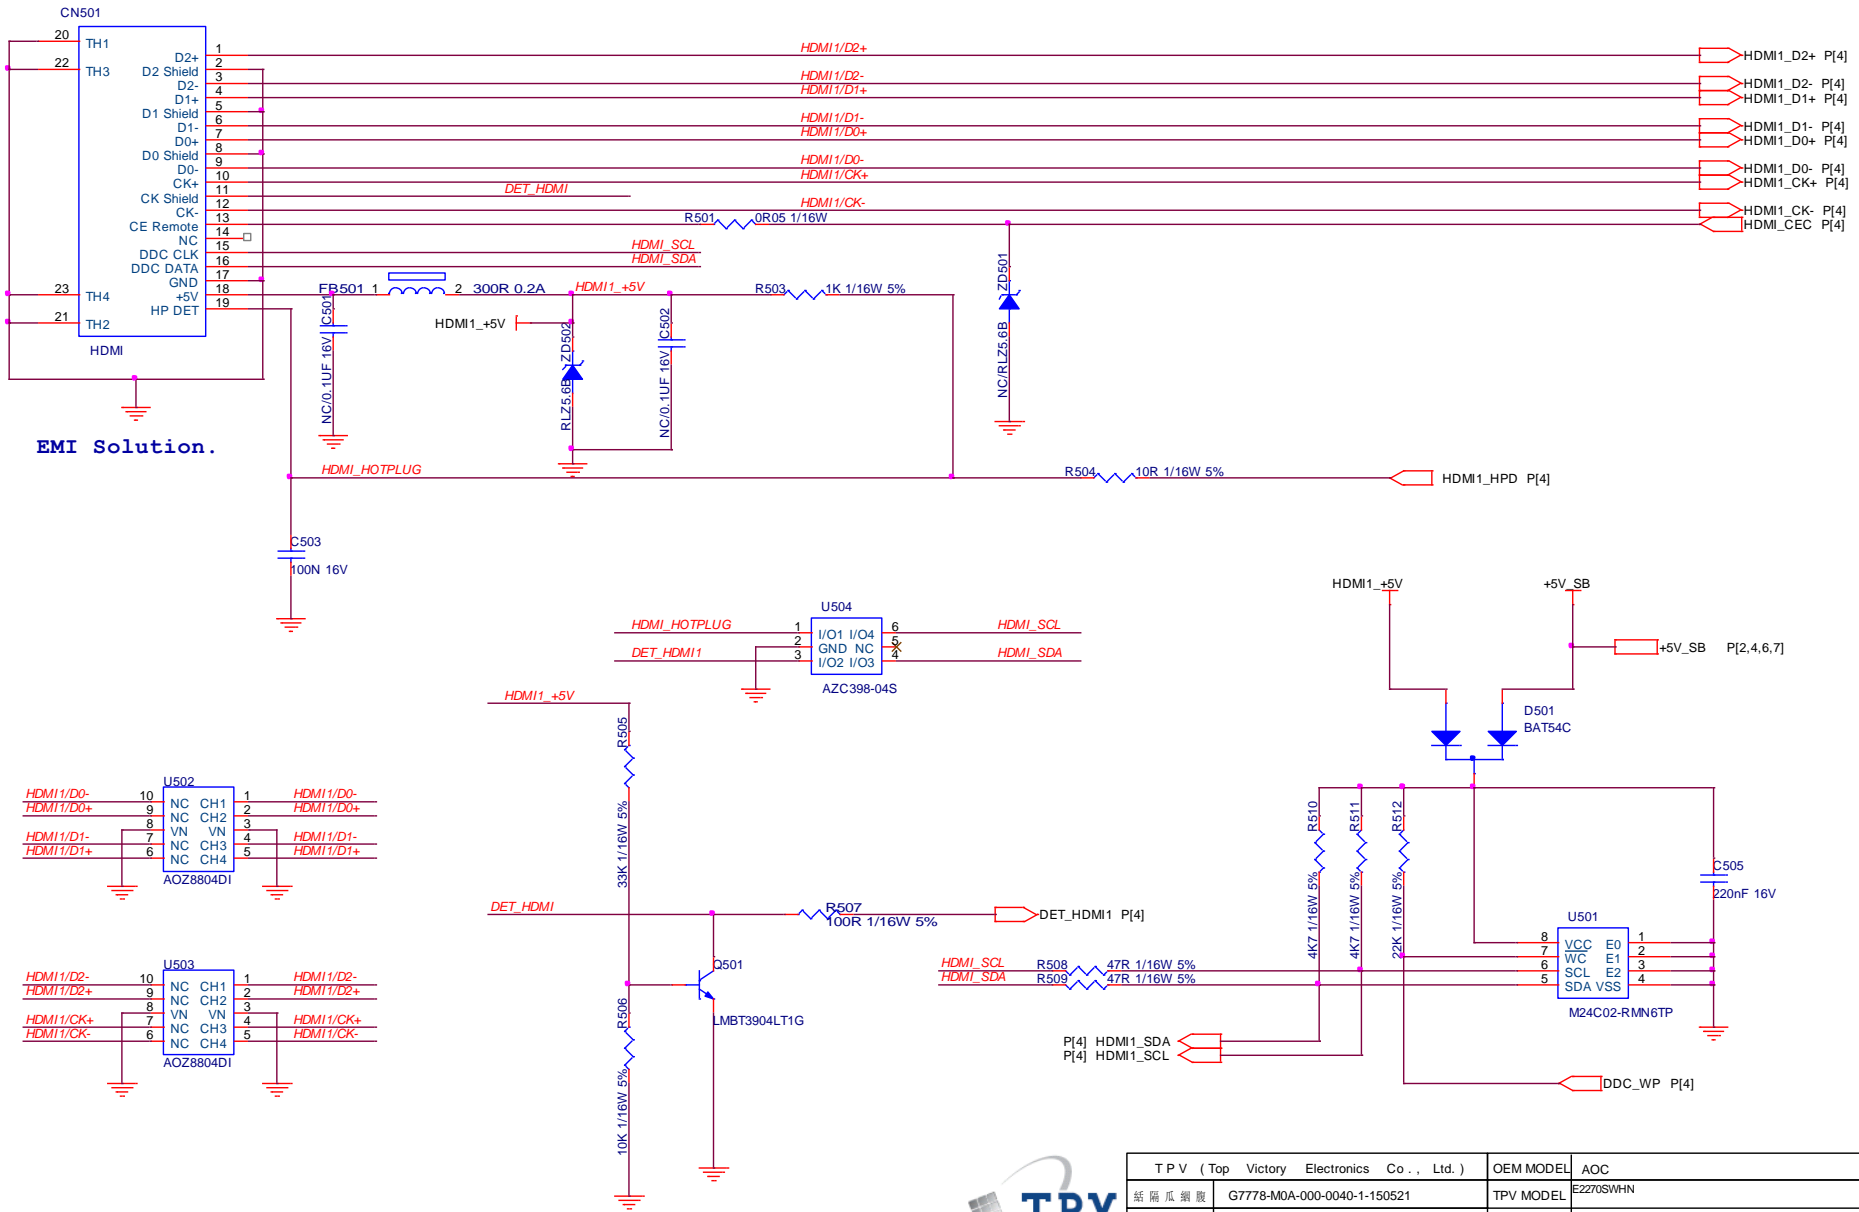 CN501
20 TH1
22 TH3
23 TH4
21 TH2
D2+ 1
D2 Shield 2
D2- 3
D1+ 4
D1 Shield 5
D1- 6
D0+ 7
D0 Shield 8
D0- 9
CK+ 10
CK Shield 11
CK- 12
CE Remote 13
NC 14
DDC CLK 15
DDC DATA 16
GND 17
+5V 18
HP DET 19
HDMI
HDMI1/D2+ HDMI1_D2+ P[4]
HDMI1/D2- HDMI1_D2- P[4]
HDMI1/D1+ HDMI1_D1+ P[4]
HDMI1/D1- HDMI1_D1- P[4]
HDMI1/D0+ HDMI1_D0+ P[4]
HDMI1/D0- HDMI1_D0- P[4]
HDMI1/CK+ HDMI1_CK+ P[4]
DET_HDMI
HDMI1/CK- HDMI1_CK- P[4]
R501 0R05 1/16W HDMI_CEC P[4]
HDMI_SCL
HDMI_SDA
FB501 1 2 300R 0.2A HDMI1_+5V R503 1K 1/16W 5%
HDMI1_+5V
C501
NC/0.1UF 16V
ZD502
RLZ5.6B
C502
NC/0.1UF 16V
ZD501
NC/RLZ5.6B
EMI Solution.
HDMI_HOTPLUG R504 10R 1/16W 5% HDMI1_HPD P[4]
C503
100N 16V
U504
HDMI_HOTPLUG 1 I/O1 I/O4 6 HDMI_SCL
2 GND NC 5
DET_HDMI1 3 I/O2 I/O3 4 HDMI_SDA
AZC398-04S
HDMI1_+5V +5V_SB
+5V_SB P[2,4,6,7]
D501
BAT54C
HDMI1_+5V
R505
33K 1/16W 5%
DET_HDMI R507 100R 1/16W 5% DET_HDMI1 P[4]
Q501
LMBT3904LT1G
R506
10K 1/16W 5%
U502
HDMI1/D0- 10 NC CH1 1 HDMI1/D0-
HDMI1/D0+ 9 NC CH2 2 HDMI1/D0+
8 VN VN 3
HDMI1/D1- 7 NC CH3 4 HDMI1/D1-
HDMI1/D1+ 6 NC CH4 5 HDMI1/D1+
AOZ8804DI
U503
HDMI1/D2- 10 NC CH1 1 HDMI1/D2-
HDMI1/D2+ 9 NC CH2 2 HDMI1/D2+
8 VN VN 3
HDMI1/CK+ 7 NC CH3 4 HDMI1/CK+
HDMI1/CK- 6 NC CH4 5 HDMI1/CK-
AOZ8804DI
R510
4K7 1/16W 5%
R511
4K7 1/16W 5%
R512
22K 1/16W 5%
C505
220nF 16V
U501
8 VCC E0 1
7 WC E1 2
6 SCL E2 3
5 SDA VSS 4
M24C02-RMN6TP
HDMI_SCL R508 47R 1/16W 5%
HDMI_SDA R509 47R 1/16W 5%
P[4] HDMI1_SDA
P[4] HDMI1_SCL
DDC_WP P[4]
TPV
T P V ( Top Victory Electronics Co . , Ltd. ) OEM MODEL AOC
絬 隔 瓜 絪 腹 G7778-M0A-000-0040-1-150521 TPV MODEL E2270SWHN